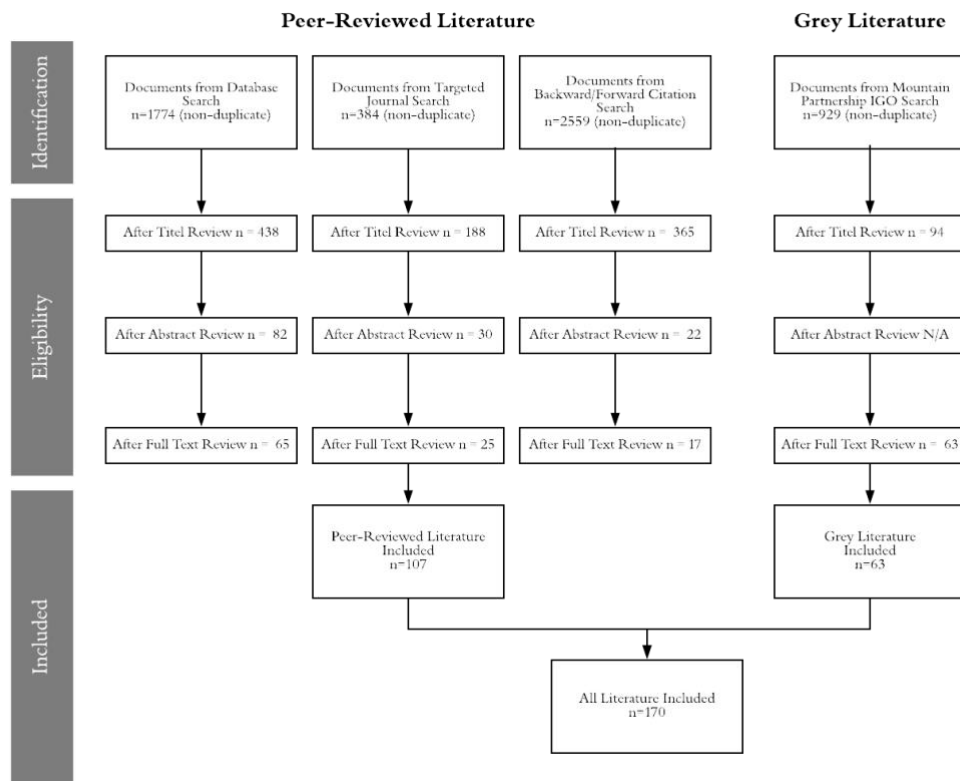 Peer-Reviewed Literature
Grey Literature
Identification
Documents from Database
Search
n=1774 (non-duplicate)
Documents from Targeted
Journal Search
n=384 (non-duplicate)
Documents from
Backward/Forward Citation
Search
n=2559 (non-duplicate)
Documents from Mountain
Partnership IGO Search
n=929 (non-duplicate)
Eligibility
After Titel Review n = 438
After Titel Review n = 188
After Titel Review n = 365
After Titel Review n = 94
After Abstract Review n = 82
After Abstract Review n = 30
After Abstract Review n = 22
After Abstract Review N/A
After Full Text Review n = 65
After Full Text Review n = 25
After Full Text Review n = 17
After Full Text Review n = 63
Included
Peer-Reviewed Literature
Included
n=107
Grey Literature
Included
n=63
All Literature Included
n=170